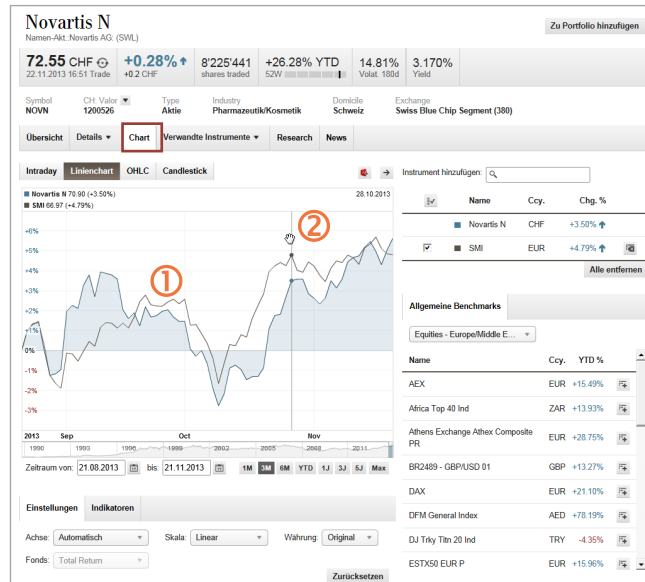 Novartis N
Namen-Akt.:Novartis AG: (SWL)
Zu Portfolio hinzufügen
72.55 CHF +0.28% 8'225'441 +26.28% YTD 14.81% 3.170%
22.11.2013 16:51 Trade +0.2 CHF shares traded 52W Volat. 180d Yield
Symbol CH: Valor Type Industry Domizile Exchange
NOVN 1200526 Aktie Pharmazeutik/Kosmetik Schweiz Swiss Blue Chip Segment (380)
Übersicht Details Chart Verwandte Instrumente Research News
Intraday Linienchart OHLC Candlestick
Instrument hinzufügen:
Novartis N 70.90 (+3.50%) 28.10.2013
SMI 66.97 (+4.79%)
Name Ccy. Chg. %
Novartis N CHF +3.50%
SMI EUR +4.79%
Alle entfernen
1
2
+6%
+5%
+4%
+3%
+2%
+1%
0%
-1%
-2%
-3%
2013 Sep Oct Nov
1990 1993 1996 1999 2002 2005 2008 2011
Zeitraum von: 21.08.2013 bis 21.11.2013 1M 3M 6M YTD 1J 3J 5J Max
Allgemeine Benchmarks
Equities - Europe/Middle E...
Name Ccy. YTD %
AEX EUR +15.49%
Africa Top 40 Ind ZAR +13.93%
Athens Exchange Athex Composite PR EUR +28.75%
BR2489 - GBP/USD 01 GBP +13.27%
DAX EUR +21.10%
DFM General Index AED +78.19%
DJ Trky Titn 20 Ind TRY -4.35%
ESTX50 EUR P EUR +15.96%
Einstellungen Indikatoren
Achse: Automatisch Skala: Linear Währung: Original
Fonds: Total Return
Zurücksetzen